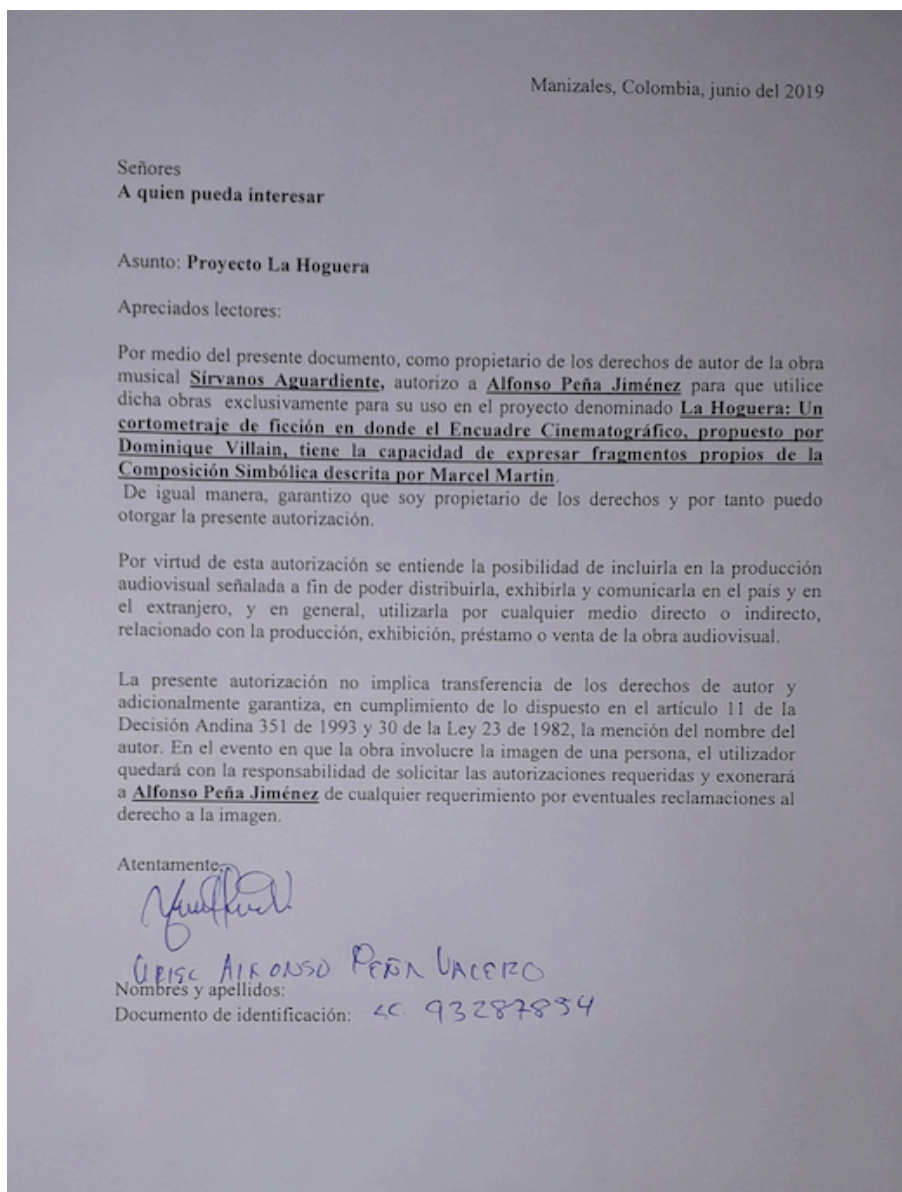 Manizales, Colombia, junio del 2019
Señores
A quien pueda interesar
Asunto: Proyecto La Hoguera
Apreciados lectores:
Por medio del presente documento, como propietario de los derechos de autor de la obra
musical Sírvanos Aguardiente, autorizo a Alfonso Peña Jiménez para que utilice
dicha obras exclusivamente para su uso en el proyecto denominado La Hoguera: Un
cortometraje de ficción en donde el Encuadre Cinematográfico, propuesto por
Dominique Villain, tiene la capacidad de expresar fragmentos propios de la
Composición Simbólica descrita por Marcel Martin.
De igual manera, garantizo que soy propietario de los derechos y por tanto puedo
otorgar la presente autorización.
Por virtud de esta autorización se entiende la posibilidad de incluirla en la producción
audiovisual señalada a fin de poder distribuirla, exhibirla y comunicarla en el país y en
el extranjero, y en general, utilizarla por cualquier medio directo o indirecto,
relacionado con la producción, exhibición, préstamo o venta de la obra audiovisual.
La presente autorización no implica transferencia de los derechos de autor y
adicionalmente garantiza, en cumplimiento de lo dispuesto en el artículo 11 de la
Decisión Andina 351 de 1993 y 30 de la Ley 23 de 1982, la mención del nombre del
autor. En el evento en que la obra involucre la imagen de una persona, el utilizador
quedará con la responsabilidad de solicitar las autorizaciones requeridas y exonerará
a Alfonso Peña Jiménez de cualquier requerimiento por eventuales reclamaciones al
derecho a la imagen.
Atentamente,
ALFONSO PEÑA
Nombres y apellidos:
Documento de identificación: CC. 93287854